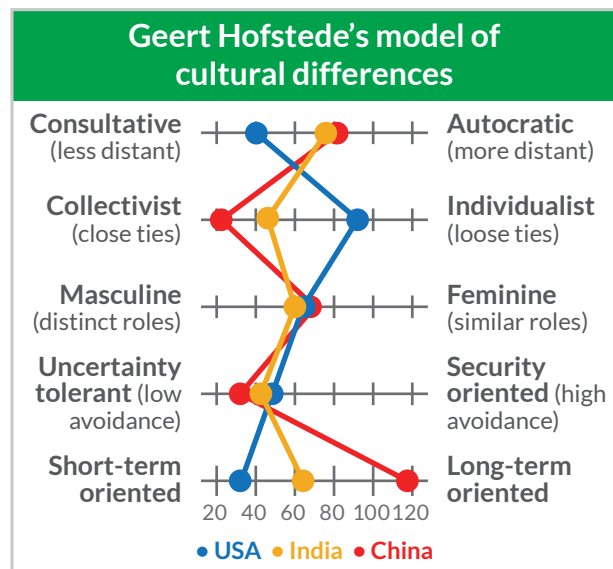 Geert Hofstede’s model of
cultural differences
Consultative
(less distant)
Autocratic
(more distant)
Collectivist
(close ties)
Individualist
(loose ties)
Masculine
(distinct roles)
Feminine
(similar roles)
Uncertainty
tolerant (low
avoidance)
Security
oriented (high
avoidance)
Short-term
oriented
Long-term
oriented
20 40 60 80 100 120
• USA • India • China